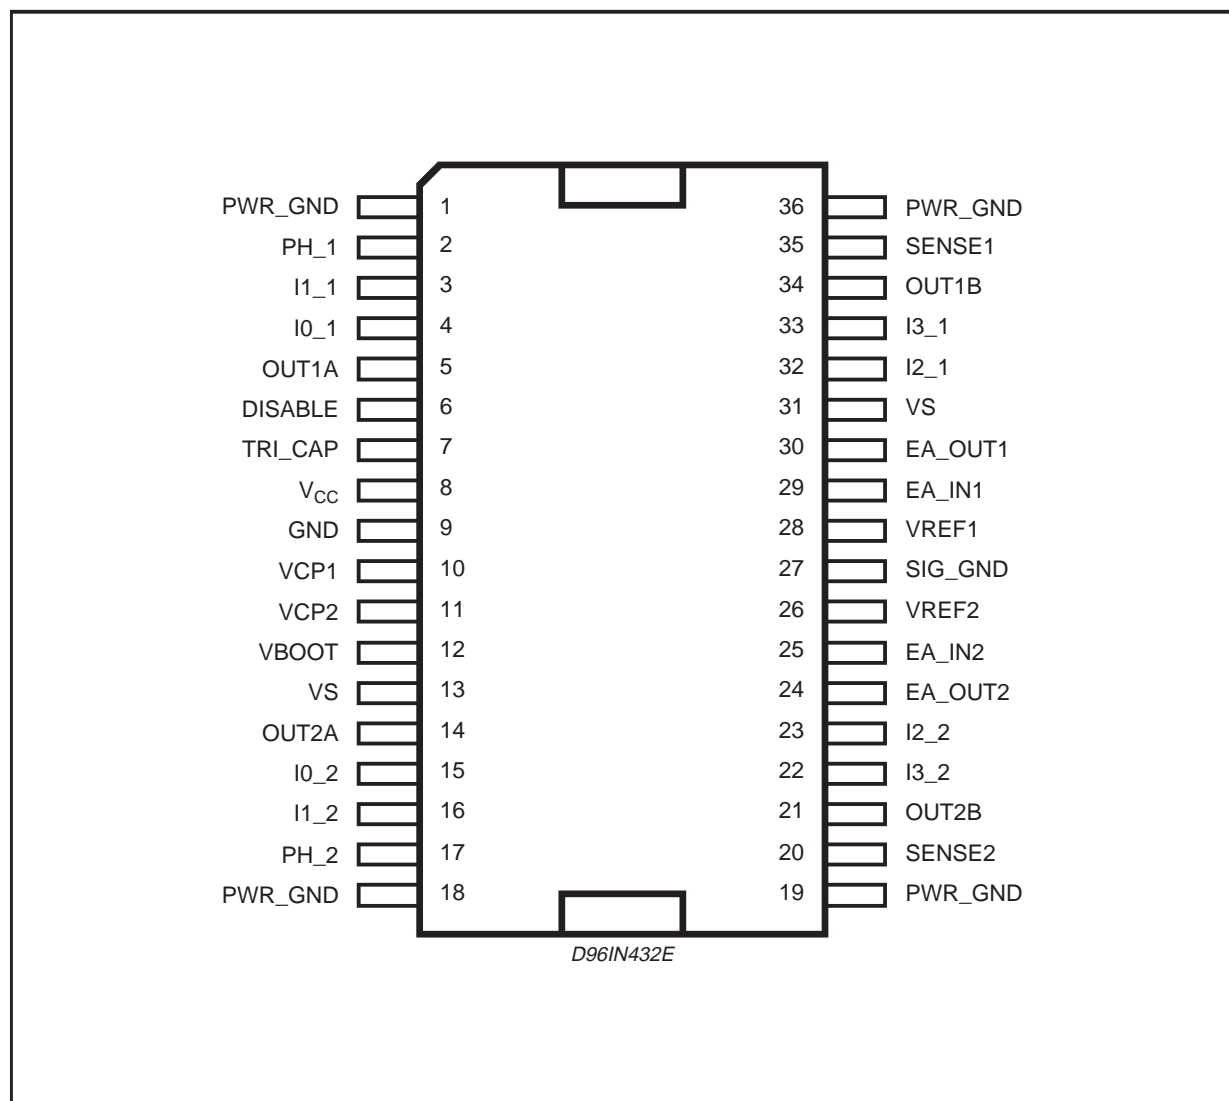 PWR_GND 1 36 PWR_GND
PH_1 2 35 SENSE1
I1_1 3 34 OUT1B
I0_1 4 33 I3_1
OUT1A 5 32 I2_1
DISABLE 6 31 VS
TRI_CAP 7 30 EA_OUT1
VCC 8 29 EA_IN1
GND 9 28 VREF1
VCP1 10 27 SIG_GND
VCP2 11 26 VREF2
VBOOT 12 25 EA_IN2
VS 13 24 EA_OUT2
OUT2A 14 23 I2_2
I0_2 15 22 I3_2
I1_2 16 21 OUT2B
PH_2 17 20 SENSE2
PWR_GND 18 19 PWR_GND
D96IN432E